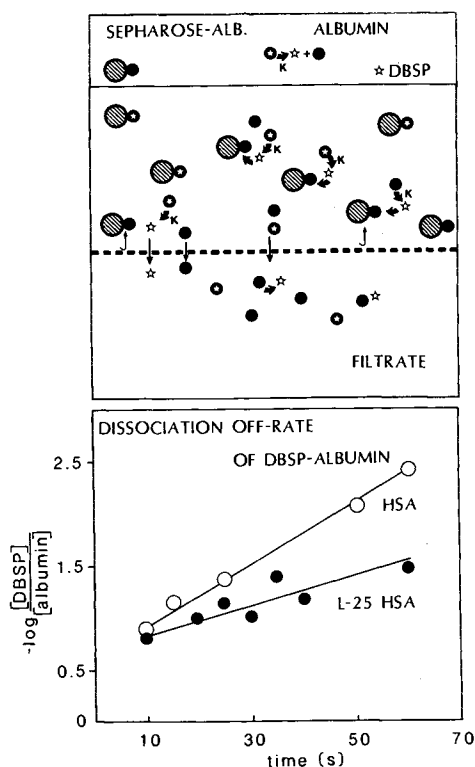 SEPHAROSE-ALB. ALBUMIN
K +
DBSP
K
K
K
K
K
FILTRATE
DISSOCIATION OFF-RATE
OF DBSP-ALBUMIN
2.5
HSA
1.5
L-25 HSA
0.5
0
-log [DBSP]
[albumin]
10 30 50 70
time (s)